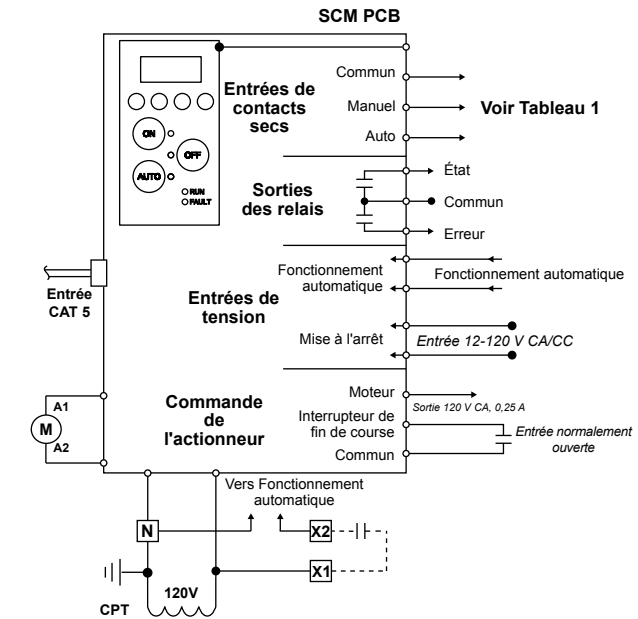 SCM PCB
Entrées de
contacts
secs
Commun
Manuel
Auto
Voir Tableau 1
ON
OFF
AUTO
RUN
FAULT
Sorties
des relais
État
Commun
Erreur
Entrée
CAT 5
Entrées de
tension
Fonctionnement
automatique
Fonctionnement automatique
Mise à l'arrêt
Entrée 12-120 V CA/CC
Commande
de
l'actionneur
Moteur
Sortie 120 V CA, 0,25 A
Interrupteur de
fin de course
Commun
Entrée normalement
ouverte
A1
M
A2
Vers Fonctionnement
automatique
N
X2
X1
120V
CPT